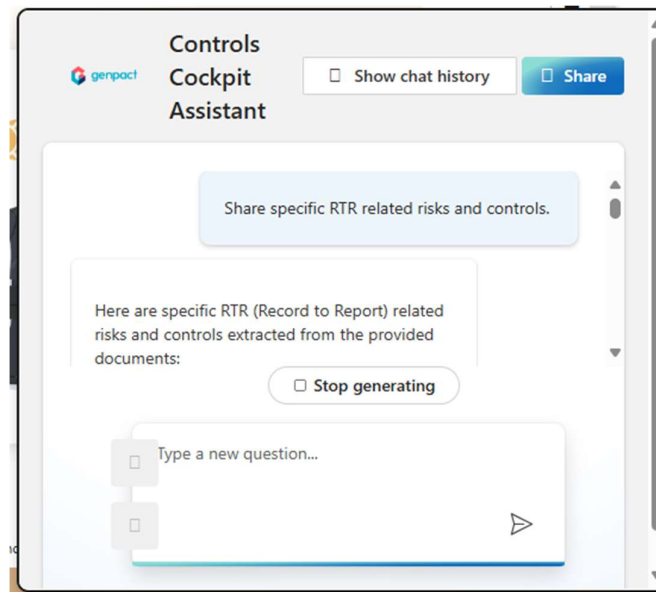 genpact
Controls
Cockpit
Assistant
Show chat history
Share
Share specific RTR related risks and controls.
Here are specific RTR (Record to Report) related
risks and controls extracted from the provided
documents:
Stop generating
Type a new question...